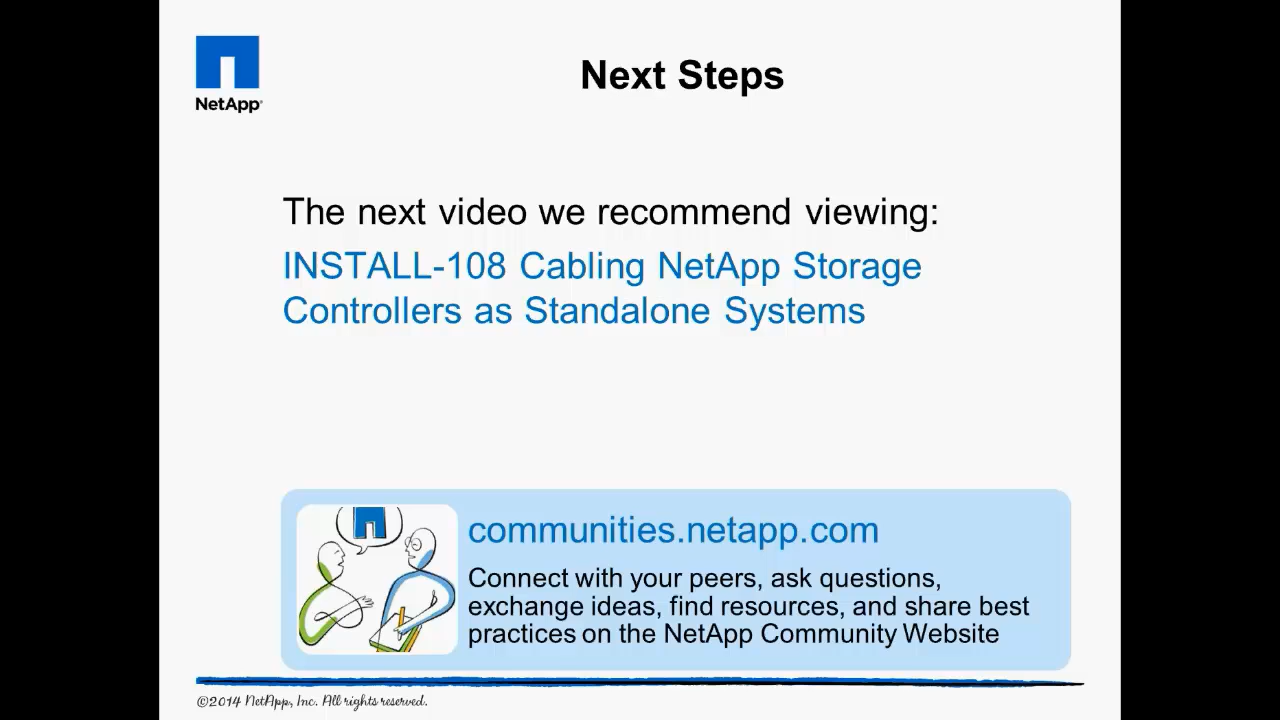 NetApp®
Next Steps
The next video we recommend viewing:
INSTALL-108 Cabling NetApp Storage
Controllers as Standalone Systems
communities.netapp.com
Connect with your peers, ask questions,
exchange ideas, find resources, and share best
practices on the NetApp Community Website
©2014 NetApp, Inc. All rights reserved.